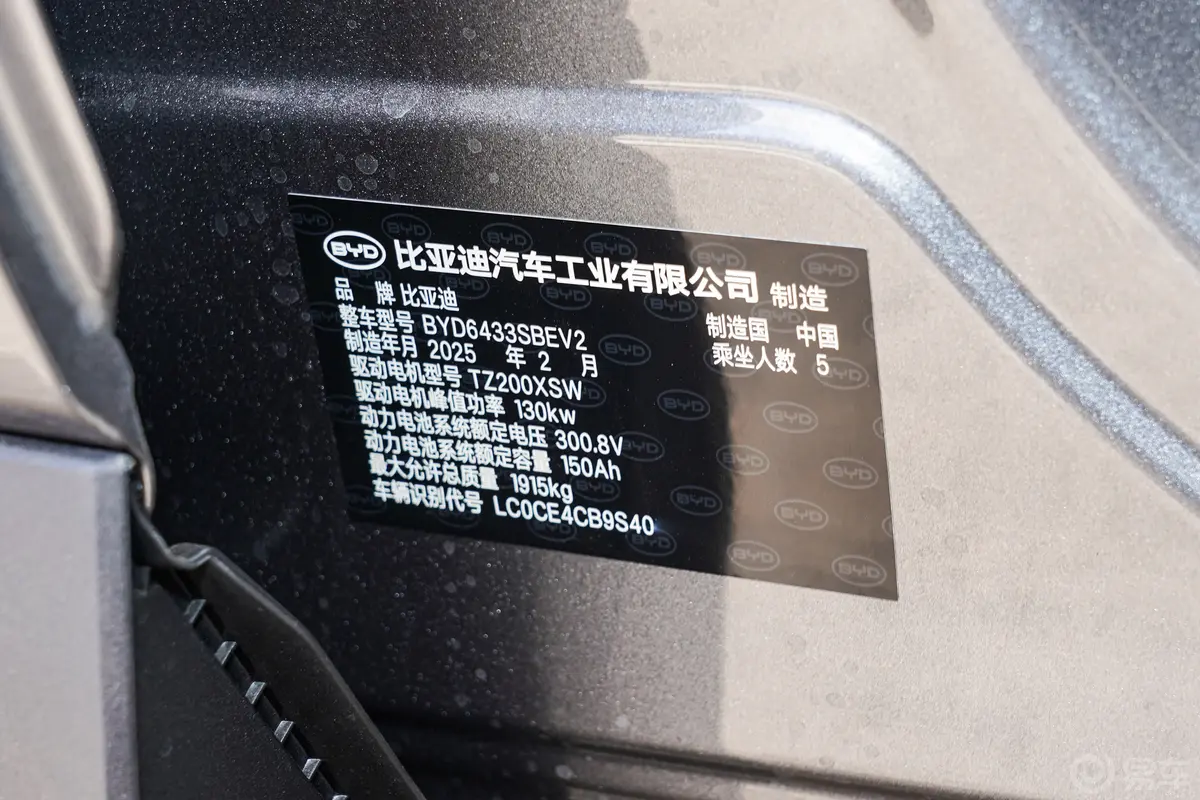 BYD 比亚迪汽车工业有限公司 制造
品 牌 比亚迪
整车型号 BYD6433SBEV2 制造国 中国
制造年月 2025 年 2 月 乘坐人数 5
驱动电机型号 TZ200XSW
驱动电机峰值功率 130kw
动力电池系统额定电压 300.8V
动力电池系统额定容量 150Ah
最大允许总质量 1915kg
车辆识别代号 LC0CE4CB9S40
易车